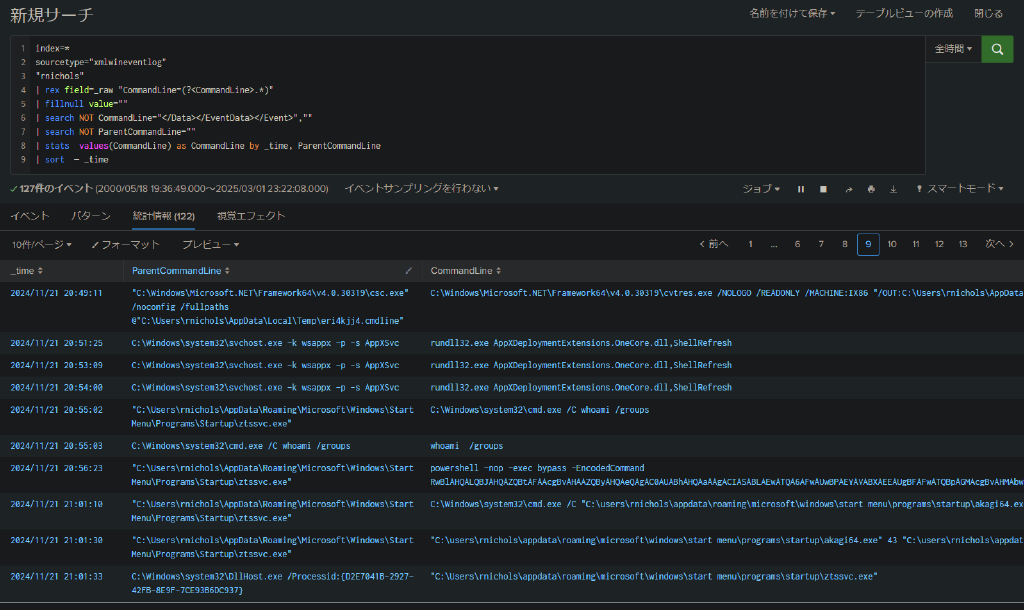 新規サーチ
名前を付けて保存 テーブルビューの作成 閉じる
1 index=*
2 sourcetype="xmlwineventlog"
3 "rnichols"
4 | rex field=_raw "CommandLine=(?<CommandLine>.*)"
5 | fillnull value=""
6 | search NOT CommandLine="</Data></EventData></Event>",""
7 | search NOT ParentCommandLine=""
8 | stats values(CommandLine) as CommandLine by _time, ParentCommandLine
9 | sort - _time
全時間
127件のイベント (2000/05/18 19:36:49.000～2025/03/01 23:22:08.000) イベントサンプリングを行わない
ジョブ スマートモード
イベント パターン 統計情報 (122) 視覚エフェクト
10件/ページ フォーマット プレビュー
< 前へ 1 ... 6 7 8 9 10 11 12 13 次へ >
_time ParentCommandLine CommandLine
2024/11/21 20:49:11 "C:\Windows\Microsoft.NET\Framework64\v4.0.30319\csc.exe" C:\Windows\Microsoft.NET\Framework64\v4.0.30319\cvtres.exe /NOLOGO /READONLY /MACHINE:IX86 "/OUT:C:\Users\rnichols\AppData
/noconfig /fullpaths
@"C:\Users\rnichols\AppData\Local\Temp\eri4kjj4.cmdline"
2024/11/21 20:51:25 C:\Windows\system32\svchost.exe -k wsappx -p -s AppXSvc rundll32.exe AppXDeploymentExtensions.OneCore.dll,ShellRefresh
2024/11/21 20:53:09 C:\Windows\system32\svchost.exe -k wsappx -p -s AppXSvc rundll32.exe AppXDeploymentExtensions.OneCore.dll,ShellRefresh
2024/11/21 20:54:00 C:\Windows\system32\svchost.exe -k wsappx -p -s AppXSvc rundll32.exe AppXDeploymentExtensions.OneCore.dll,ShellRefresh
2024/11/21 20:55:02 "C:\Users\rnichols\AppData\Roaming\Microsoft\Windows\Start C:\Windows\system32\cmd.exe /C whoami /groups
Menu\Programs\Startup\ztssvc.exe"
2024/11/21 20:55:03 C:\Windows\system32\cmd.exe /C whoami /groups whoami /groups
2024/11/21 20:56:23 "C:\Users\rnichols\AppData\Roaming\Microsoft\Windows\Start powershell -nop -exec bypass -EncodedCommand
Menu\Programs\Startup\ztssvc.exe"
2024/11/21 21:01:10 "C:\Users\rnichols\AppData\Roaming\Microsoft\Windows\Start C:\Windows\system32\cmd.exe /C "C:\users\rnichols\appdata\roaming\microsoft\windows\start menu\programs\startup\akagi64.ex
Menu\Programs\Startup\ztssvc.exe"
2024/11/21 21:01:30 "C:\Users\rnichols\AppData\Roaming\Microsoft\Windows\Start "C:\users\rnichols\appdata\roaming\microsoft\windows\start menu\programs\startup\akagi64.exe" 43 "C:\users\rnichols\appdat
Menu\Programs\Startup\ztssvc.exe"
2024/11/21 21:01:33 C:\Windows\system32\DllHost.exe /Processid:{D2E7041B-2927- "C:\Users\rnichols\appdata\roaming\microsoft\windows\start menu\programs\startup\ztssvc.exe"
42FB-8E9F-7CE93B6DC937}